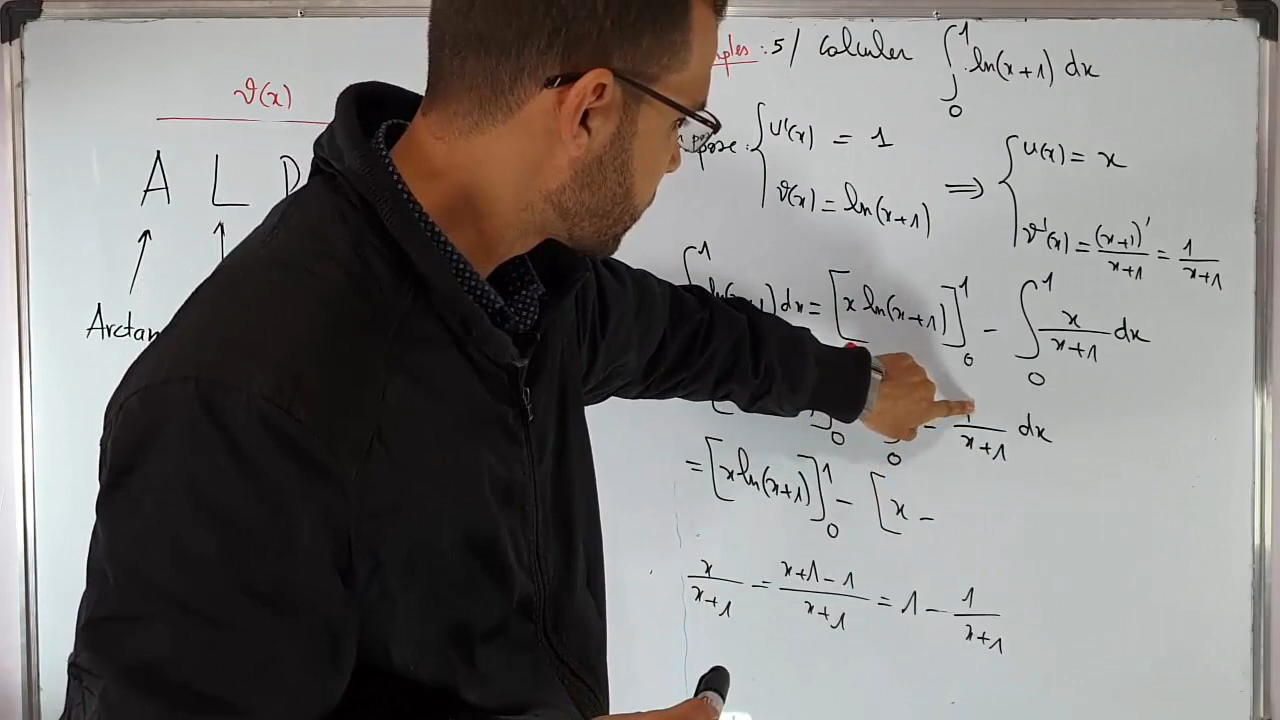 ϑ(x)
A L
Arctan
ples : 5/ Calculer ∫₀¹ ln(x+1) dx
pose : { u'(x) = 1 ⟹ { u(x) = x
ϑ(x) = ln(x+1) ϑ'(x) = (x+1)'/x+1 = 1/x+1
∫ ln(x+1) dx = [x ln(x+1)]₀¹ - ∫₀¹ x/x+1 dx
- 1/x+1 dx
= [x ln(x+1)]₀¹ - [x -
x/x+1 = x+1-1/x+1 = 1 - 1/x+1